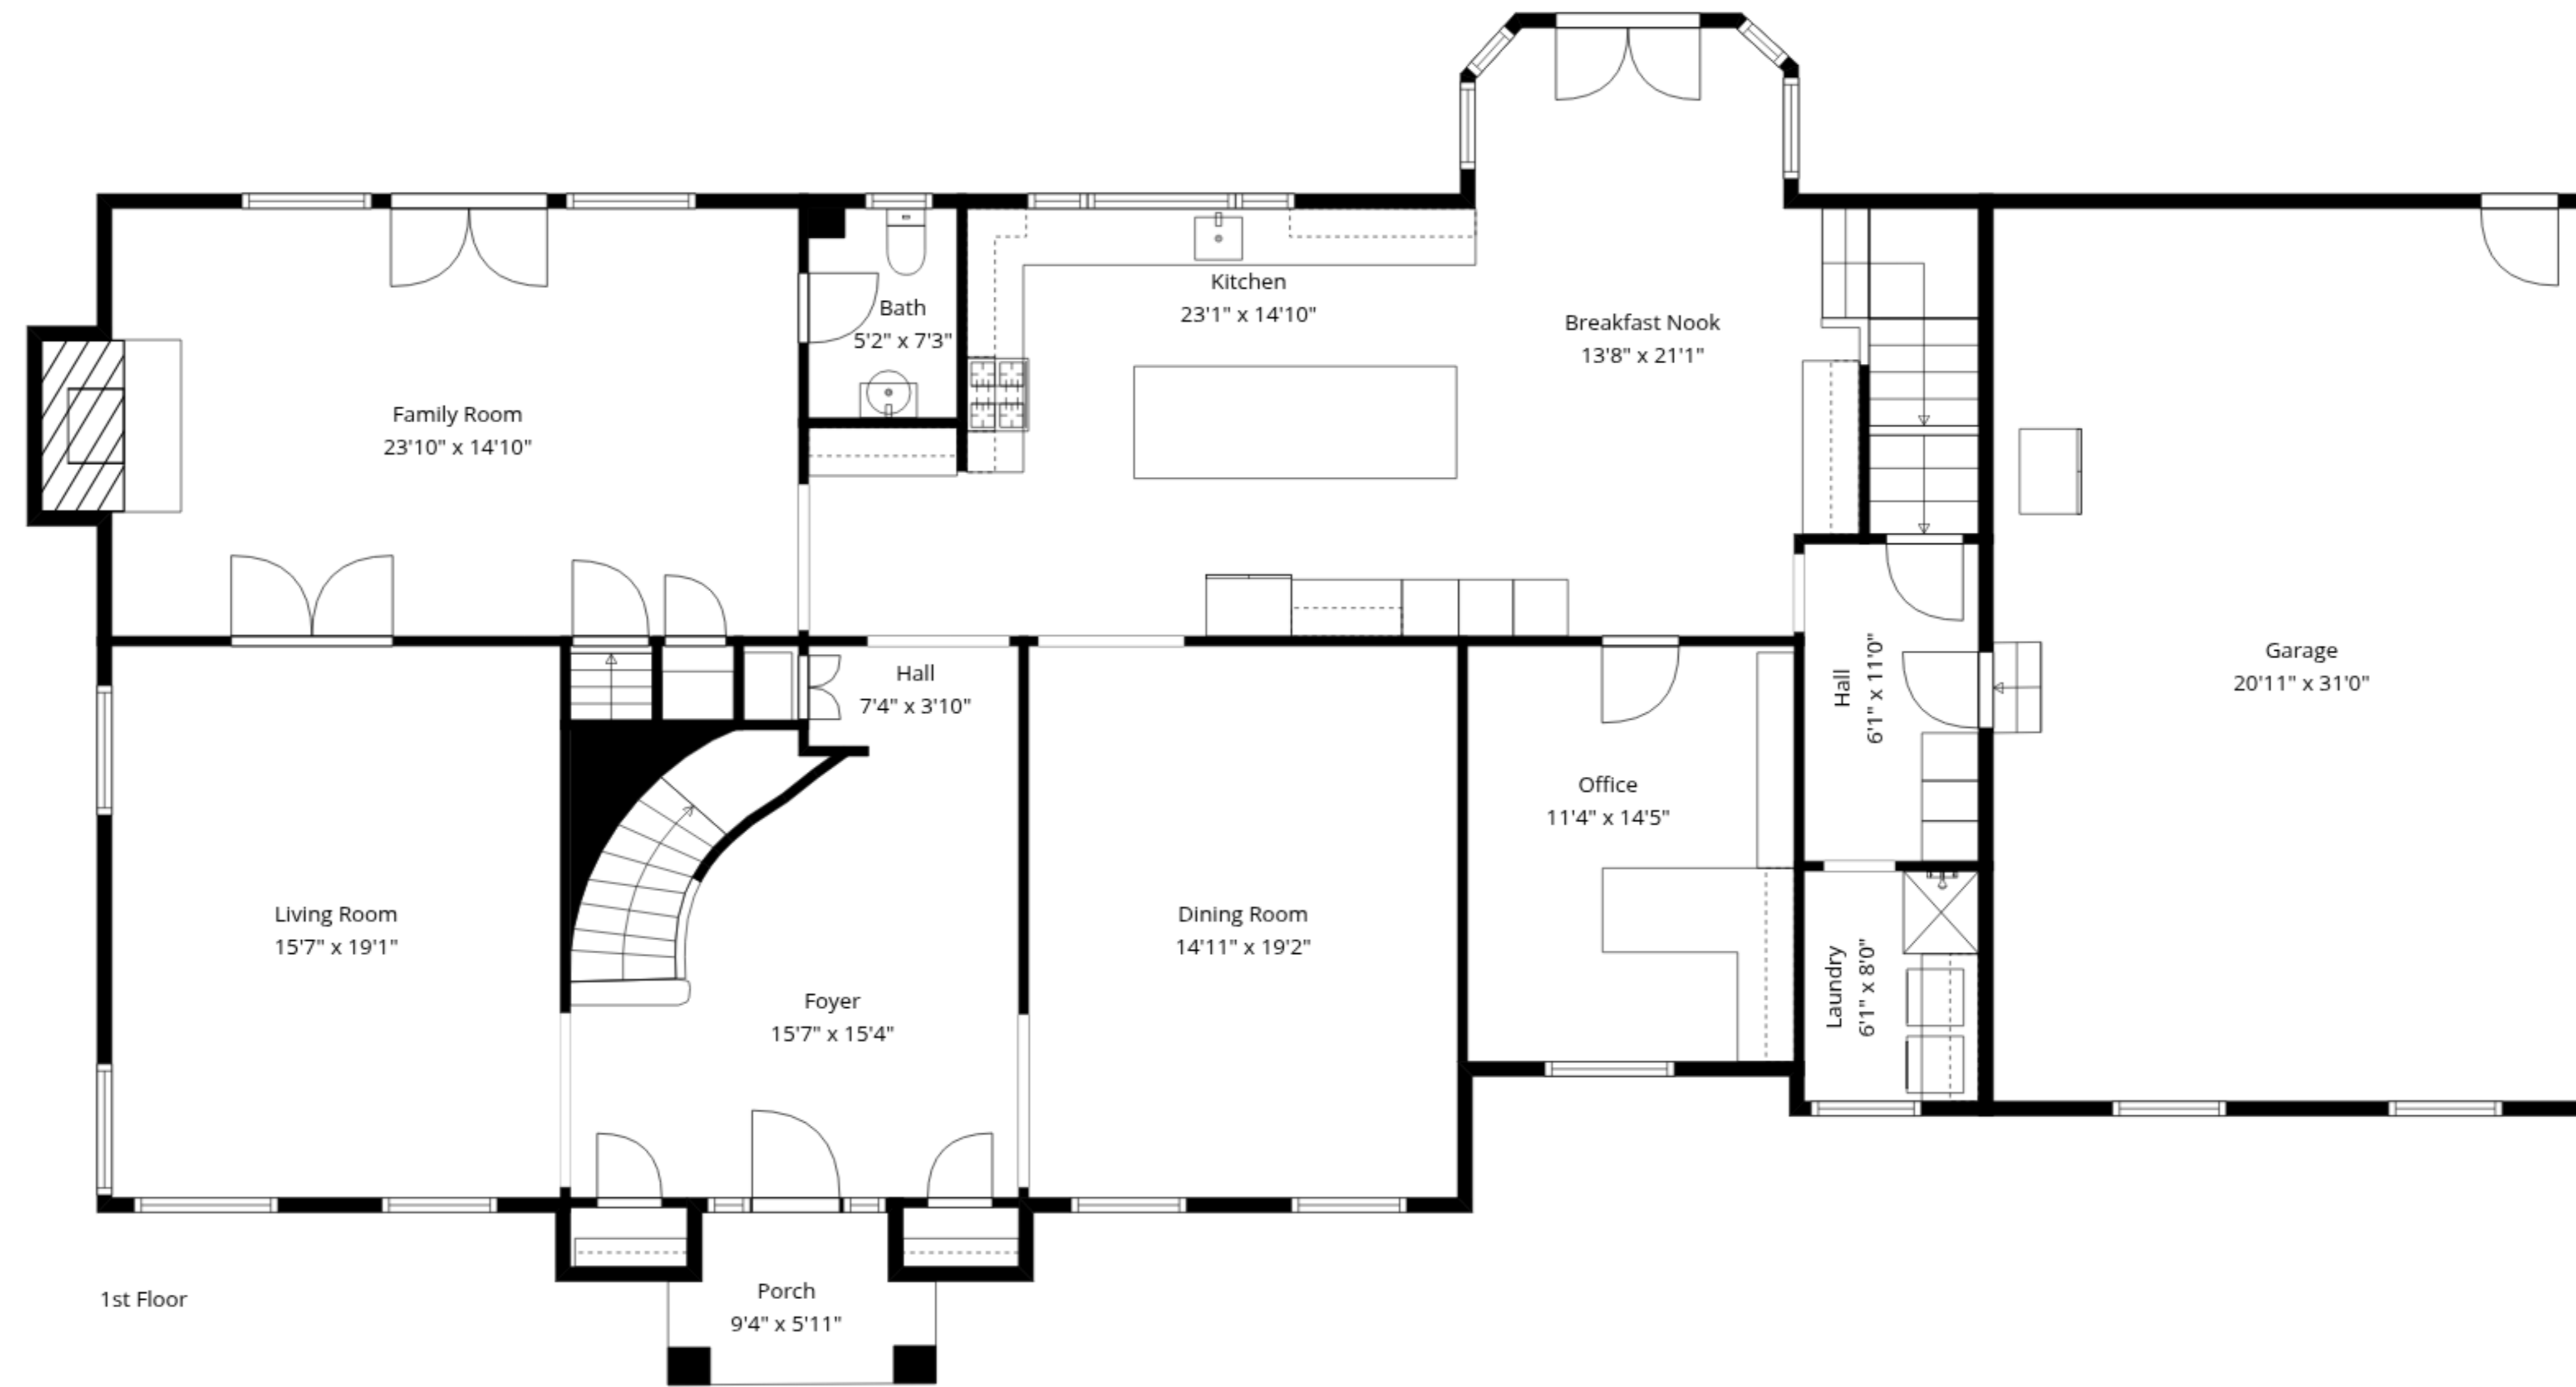 Kitchen
23'1" x 14'10"
Bath
5'2" x 7'3"
Breakfast Nook
13'8" x 21'1"
Family Room
23'10" x 14'10"
Hall
7'4" x 3'10"
Hall
6'1" x 11'0"
Garage
20'11" x 31'0"
Office
11'4" x 14'5"
Living Room
15'7" x 19'1"
Dining Room
14'11" x 19'2"
Laundry
6'1" x 8'0"
Foyer
15'7" x 15'4"
Porch
9'4" x 5'11"
1st Floor